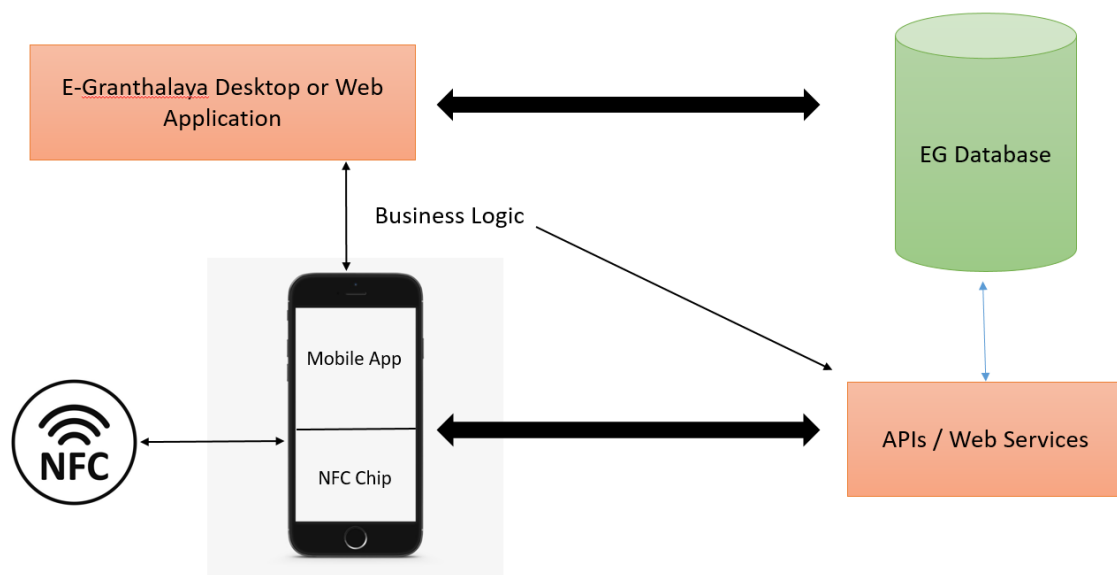 E-Granthalaya Desktop or Web
Application
EG Database
Business Logic
Mobile App
NFC
NFC Chip
APIs / Web Services